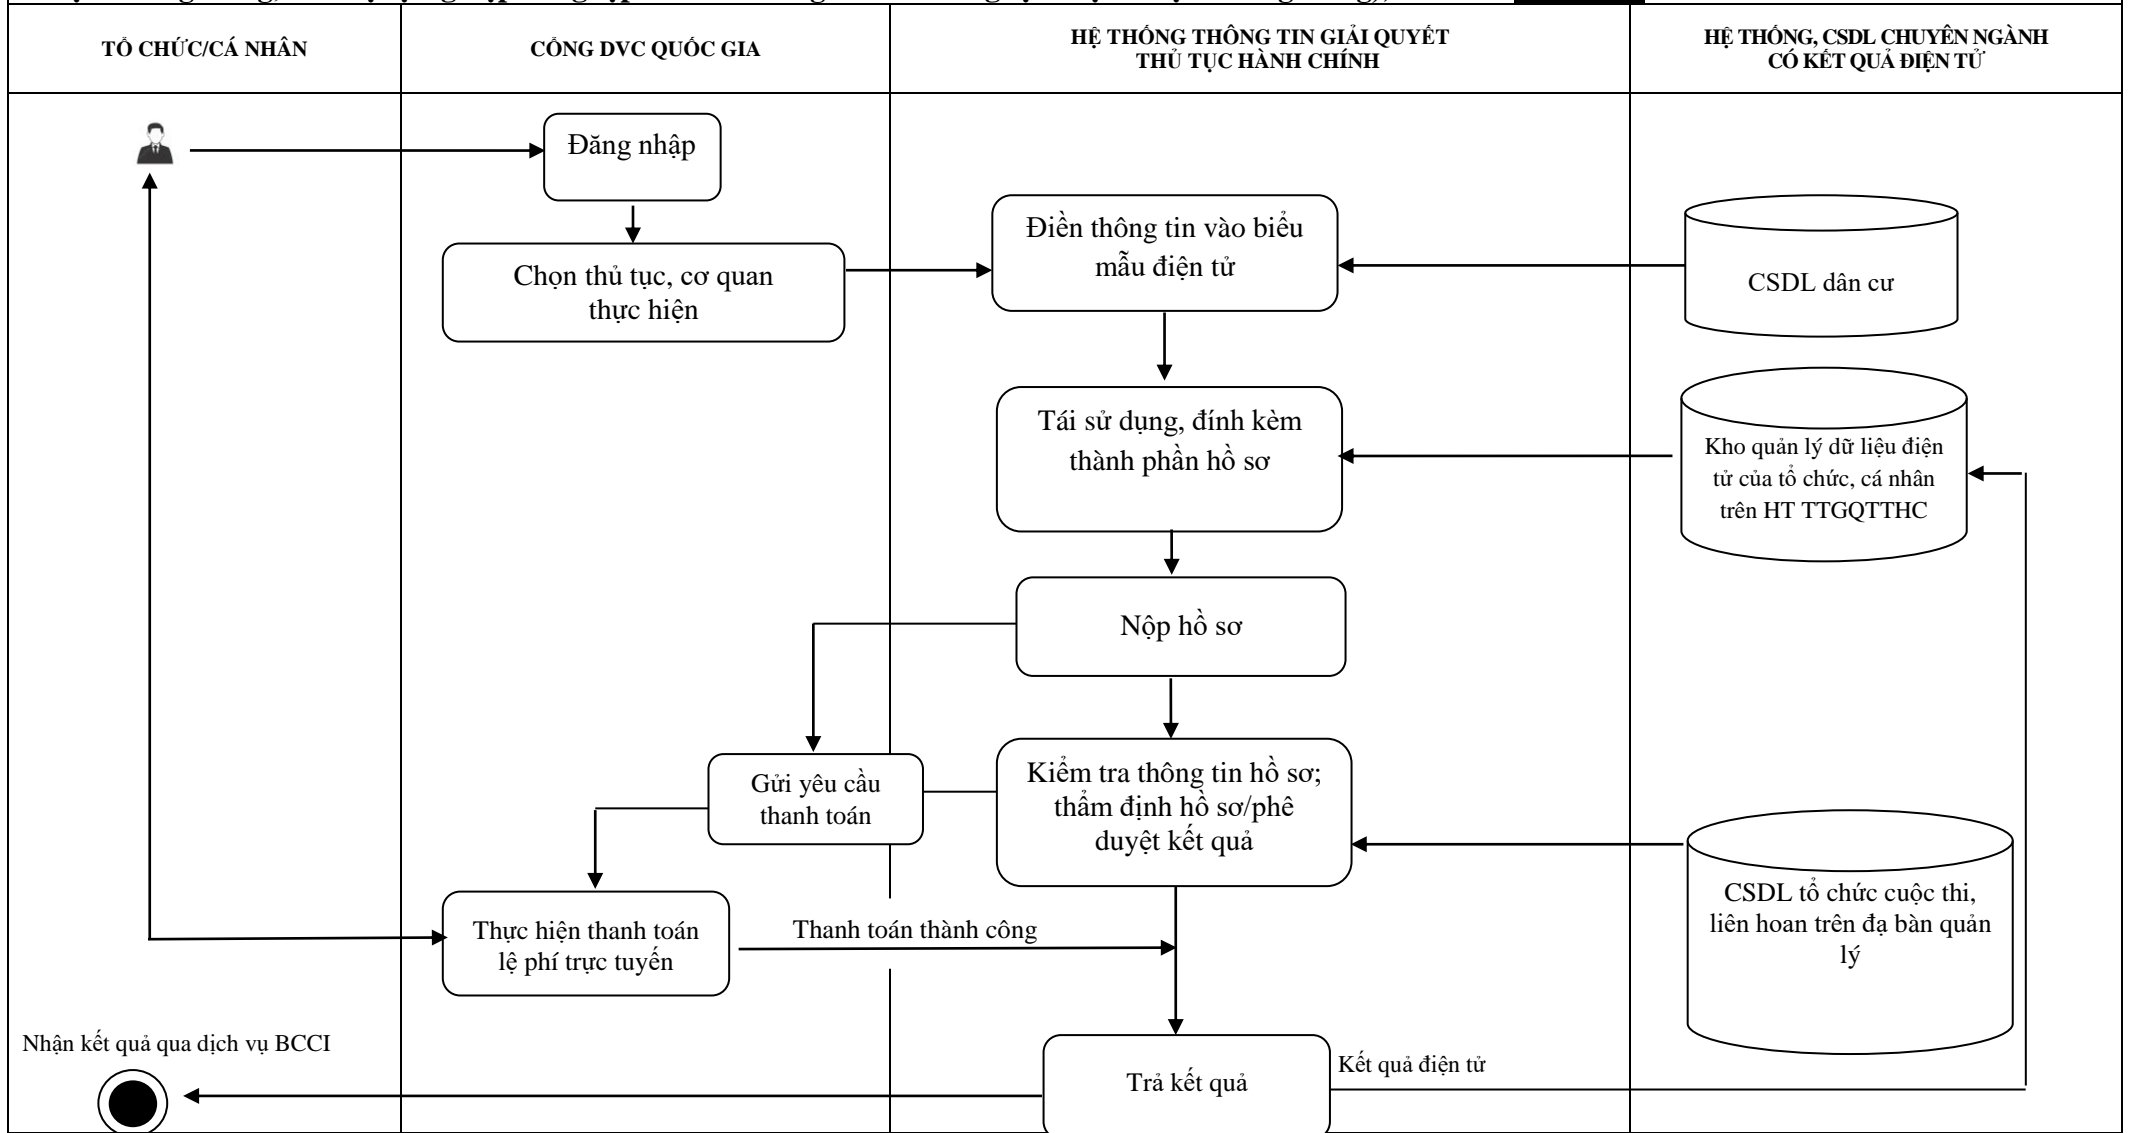 TỔ CHỨC/CÁ NHÂN
CỔNG DVC QUỐC GIA
HỆ THỐNG THÔNG TIN GIẢI QUYẾT
THỦ TỤC HÀNH CHÍNH
HỆ THỐNG, CSDL CHUYÊN NGÀNH
CÓ KẾT QUẢ ĐIỆN TỬ
Đăng nhập
Chọn thủ tục, cơ quan
thực hiện
Điền thông tin vào biểu
mẫu điện tử
CSDL dân cư
Tái sử dụng, đính kèm
thành phần hồ sơ
Kho quản lý dữ liệu điện
tử của tổ chức, cá nhân
trên HT TTGQTTHC
Nộp hồ sơ
Gửi yêu cầu
thanh toán
Kiểm tra thông tin hồ sơ;
thẩm định hồ sơ/phê
duyệt kết quả
CSDL tổ chức cuộc thi,
liên hoan trên đạ bàn quản
lý
Thực hiện thanh toán
lệ phí trực tuyến
Thanh toán thành công
Nhận kết quả qua dịch vụ BCCI
Trả kết quả
Kết quả điện tử